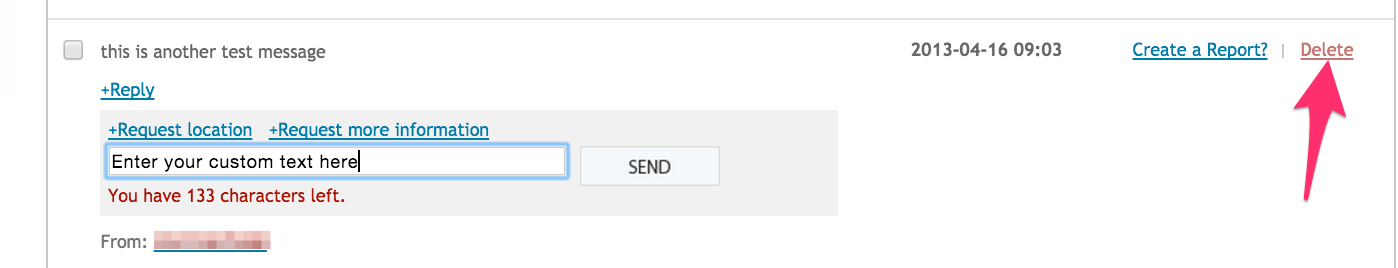 this is another test message 2013-04-16 09:03 Create a Report? | Delete
+Reply
+Request location +Request more information
Enter your custom text here SEND
You have 133 characters left.
From: